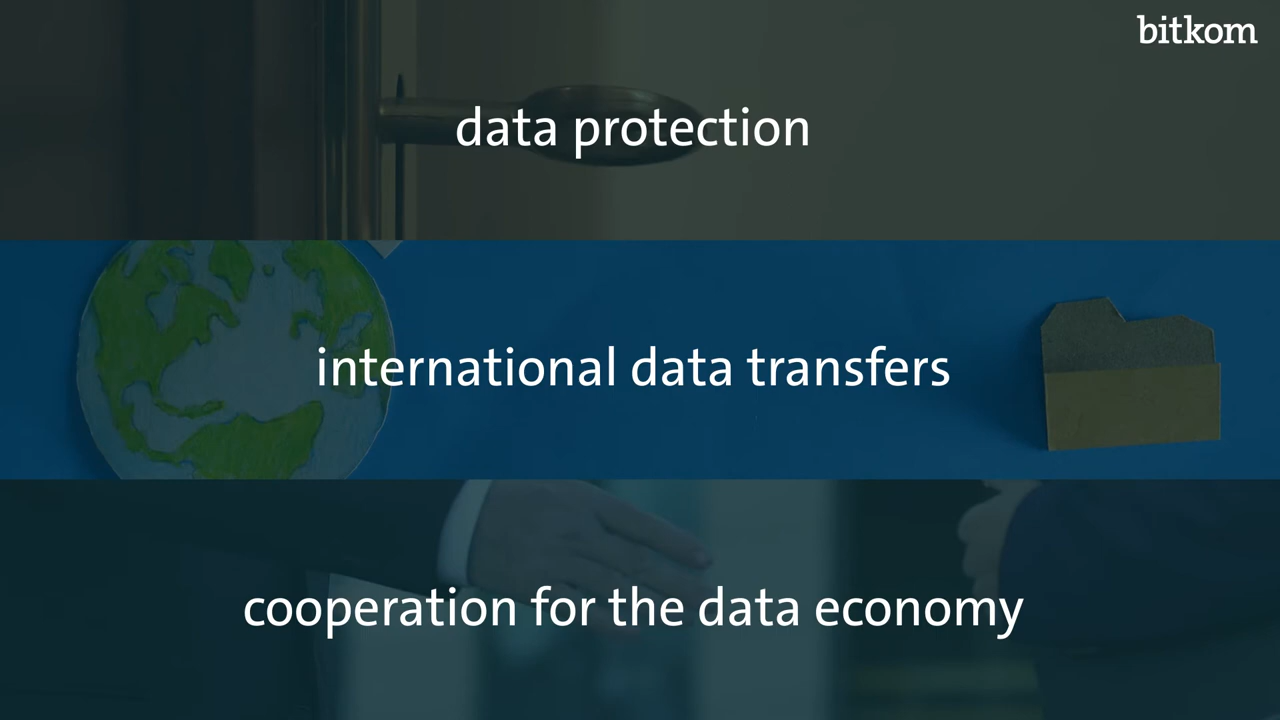 bitkom
data protection
international data transfers
cooperation for the data economy